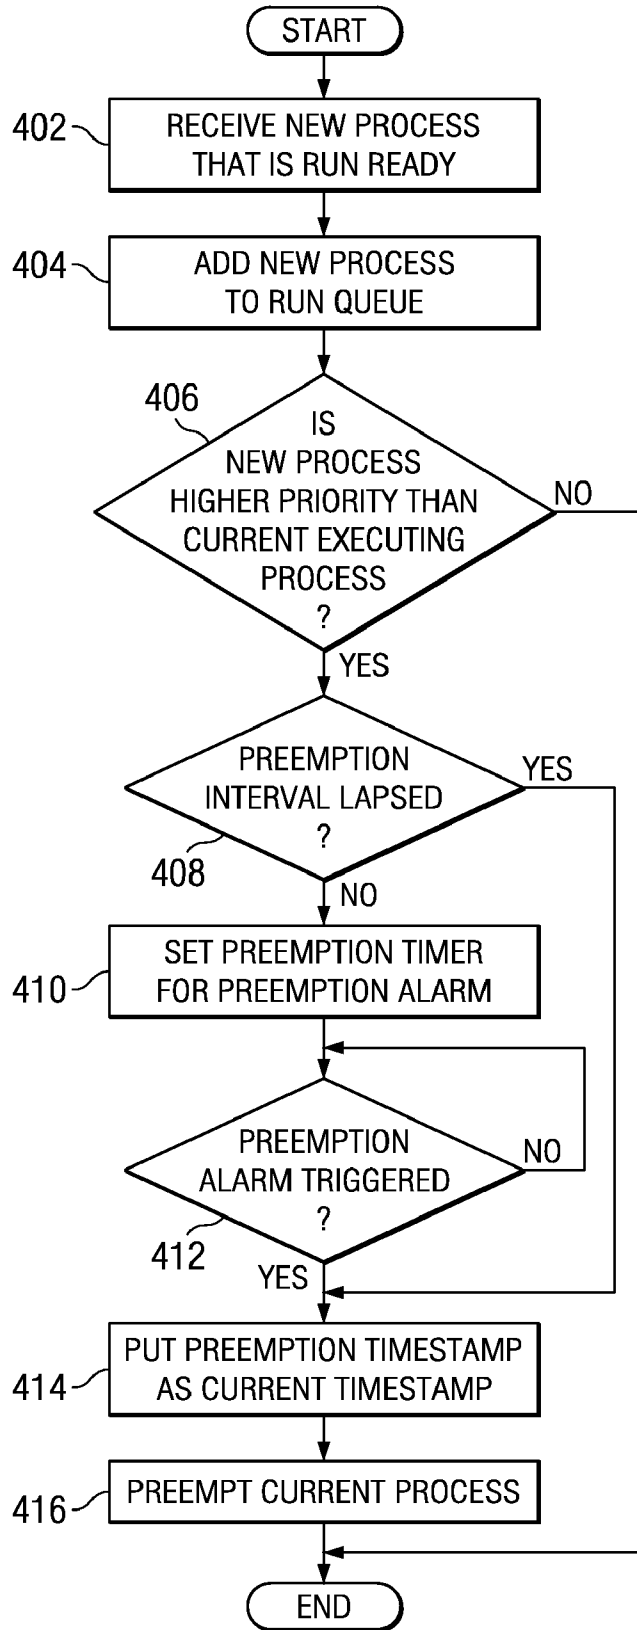 START
402
RECEIVE NEW PROCESS
THAT IS RUN READY
404
ADD NEW PROCESS
TO RUN QUEUE
406
IS
NEW PROCESS
HIGHER PRIORITY THAN
CURRENT EXECUTING
PROCESS
?
NO
YES
PREEMPTION
INTERVAL LAPSED
?
YES
408
NO
410
SET PREEMPTION TIMER
FOR PREEMPTION ALARM
PREEMPTION
ALARM TRIGGERED
?
NO
412
YES
414
PUT PREEMPTION TIMESTAMP
AS CURRENT TIMESTAMP
416
PREEMPT CURRENT PROCESS
END